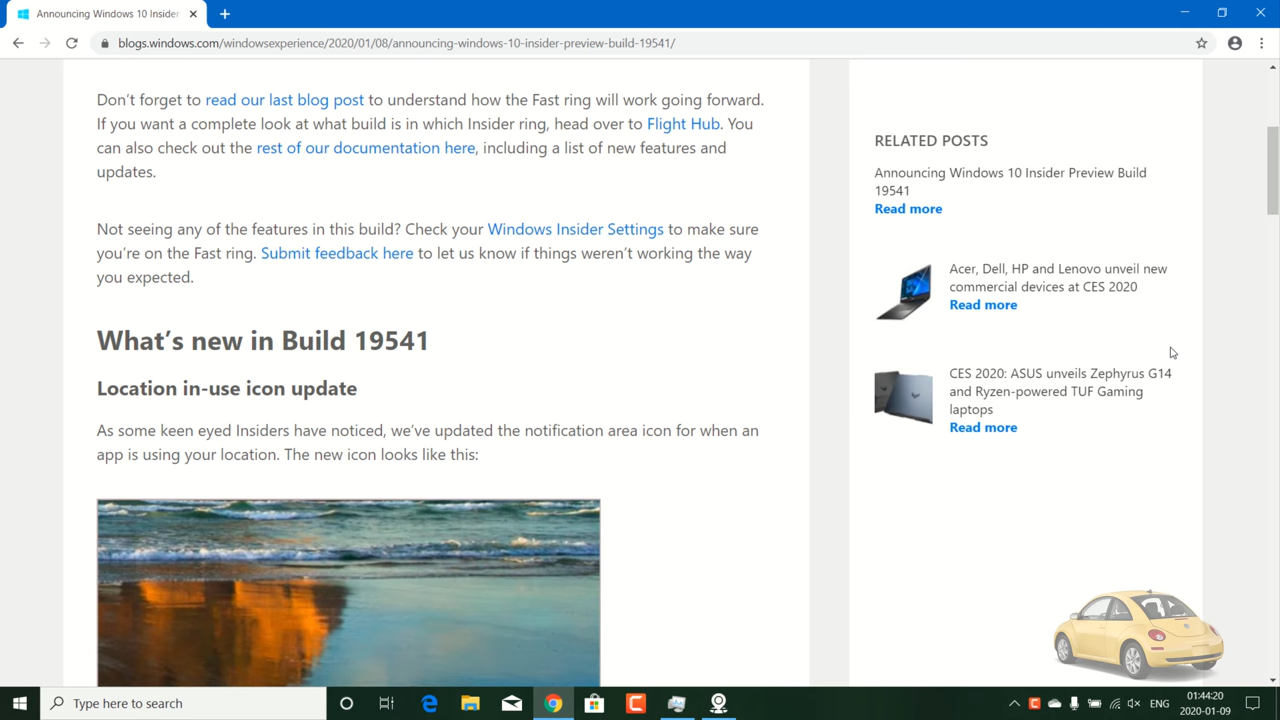 Announcing Windows 10 Insider
blogs.windows.com/windowsexperience/2020/01/08/announcing-windows-10-insider-preview-build-19541/
Don't forget to read our last blog post to understand how the Fast ring will work going forward.
If you want a complete look at what build is in which Insider ring, head over to Flight Hub. You
can also check out the rest of our documentation here, including a list of new features and
updates.
Not seeing any of the features in this build? Check your Windows Insider Settings to make sure
you're on the Fast ring. Submit feedback here to let us know if things weren't working the way
you expected.
What's new in Build 19541
Location in-use icon update
As some keen eyed Insiders have noticed, we've updated the notification area icon for when an
app is using your location. The new icon looks like this:
RELATED POSTS
Announcing Windows 10 Insider Preview Build
19541
Read more
Acer, Dell, HP and Lenovo unveil new
commercial devices at CES 2020
Read more
CES 2020: ASUS unveils Zephyrus G14
and Ryzen-powered TUF Gaming
laptops
Read more
Type here to search
ENG
01:44:20
2020-01-09